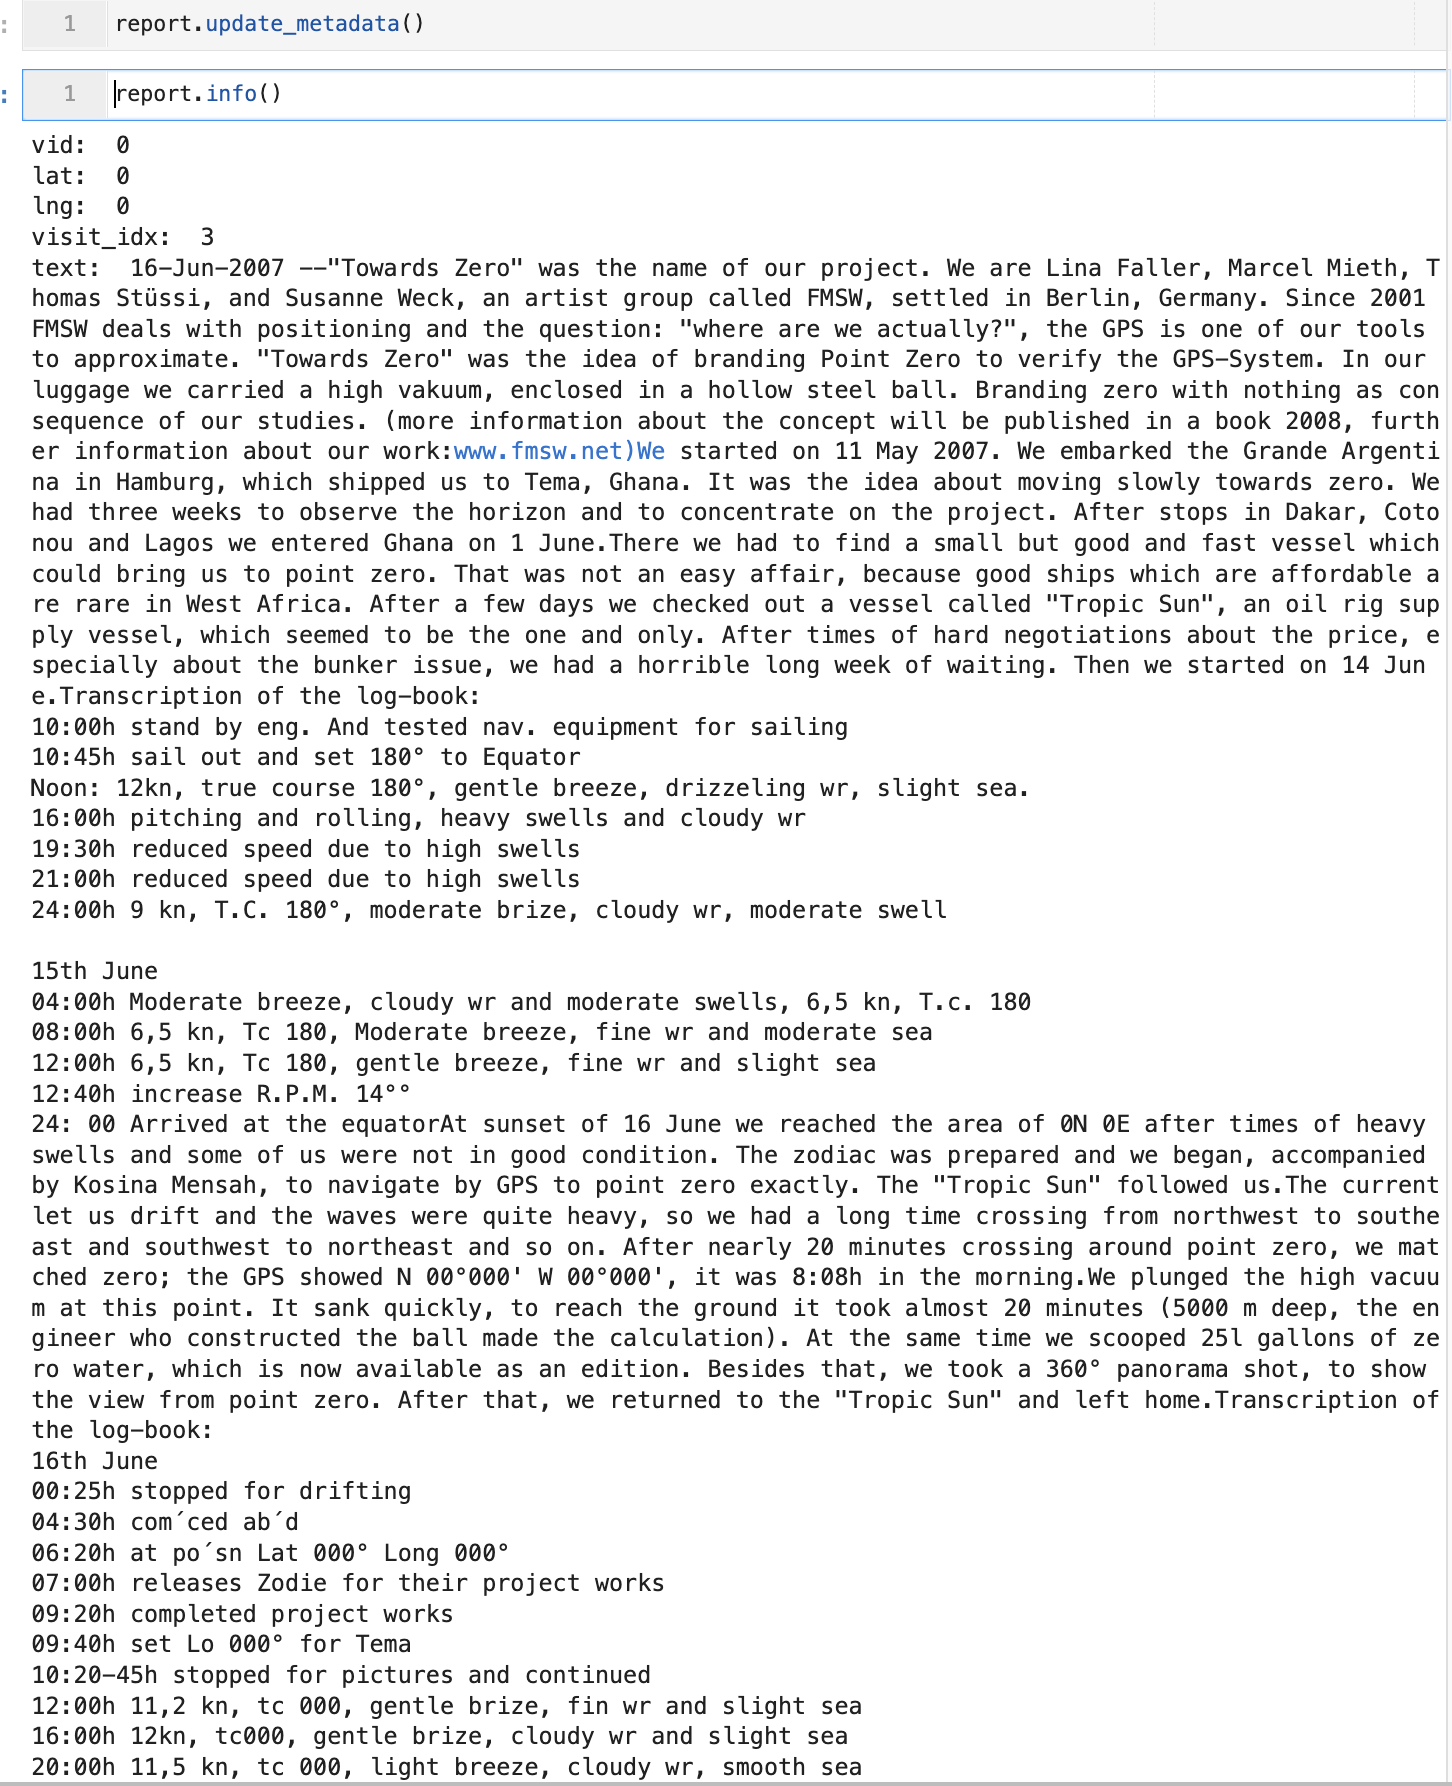 1 report.update_metadata()
1 report.info()
vid:  0
lat:  0
lng:  0
visit_idx:  3
text:  16-Jun-2007 --"Towards Zero" was the name of our project. We are Lina Faller, Marcel Mieth, T
homas Stüssi, and Susanne Weck, an artist group called FMSW, settled in Berlin, Germany. Since 2001
FMSW deals with positioning and the question: "where are we actually?", the GPS is one of our tools
to approximate. "Towards Zero" was the idea of branding Point Zero to verify the GPS-System. In our
luggage we carried a high vakuum, enclosed in a hollow steel ball. Branding zero with nothing as con
sequence of our studies. (more information about the concept will be published in a book 2008, furth
er information about our work:www.fmsw.net)We started on 11 May 2007. We embarked the Grande Argenti
na in Hamburg, which shipped us to Tema, Ghana. It was the idea about moving slowly towards zero. We
had three weeks to observe the horizon and to concentrate on the project. After stops in Dakar, Coto
nou and Lagos we entered Ghana on 1 June.There we had to find a small but good and fast vessel which
could bring us to point zero. That was not an easy affair, because good ships which are affordable a
re rare in West Africa. After a few days we checked out a vessel called "Tropic Sun", an oil rig sup
ply vessel, which seemed to be the one and only. After times of hard negotiations about the price, e
specially about the bunker issue, we had a horrible long week of waiting. Then we started on 14 Jun
e.Transcription of the log-book:
10:00h stand by eng. And tested nav. equipment for sailing
10:45h sail out and set 180° to Equator
Noon: 12kn, true course 180°, gentle breeze, drizzeling wr, slight sea.
16:00h pitching and rolling, heavy swells and cloudy wr
19:30h reduced speed due to high swells
21:00h reduced speed due to high swells
24:00h 9 kn, T.C. 180°, moderate brize, cloudy wr, moderate swell
15th June
04:00h Moderate breeze, cloudy wr and moderate swells, 6,5 kn, T.c. 180
08:00h 6,5 kn, Tc 180, Moderate breeze, fine wr and moderate sea
12:00h 6,5 kn, Tc 180, gentle breeze, fine wr and slight sea
12:40h increase R.P.M. 14°°
24: 00 Arrived at the equatorAt sunset of 16 June we reached the area of 0N 0E after times of heavy
swells and some of us were not in good condition. The zodiac was prepared and we began, accompanied
by Kosina Mensah, to navigate by GPS to point zero exactly. The "Tropic Sun" followed us.The current
let us drift and the waves were quite heavy, so we had a long time crossing from northwest to southe
ast and southwest to northeast and so on. After nearly 20 minutes crossing around point zero, we mat
ched zero; the GPS showed N 00°000' W 00°000', it was 8:08h in the morning.We plunged the high vacuu
m at this point. It sank quickly, to reach the ground it took almost 20 minutes (5000 m deep, the en
gineer who constructed the ball made the calculation). At the same time we scooped 25l gallons of ze
ro water, which is now available as an edition. Besides that, we took a 360° panorama shot, to show
the view from point zero. After that, we returned to the "Tropic Sun" and left home.Transcription of
the log-book:
16th June
00:25h stopped for drifting
04:30h com´ced ab´d
06:20h at po´sn Lat 000° Long 000°
07:00h releases Zodie for their project works
09:20h completed project works
09:40h set Lo 000° for Tema
10:20-45h stopped for pictures and continued
12:00h 11,2 kn, tc 000, gentle brize, fin wr and slight sea
16:00h 12kn, tc000, gentle brize, cloudy wr and slight sea
20:00h 11,5 kn, tc 000, light breeze, cloudy wr, smooth sea